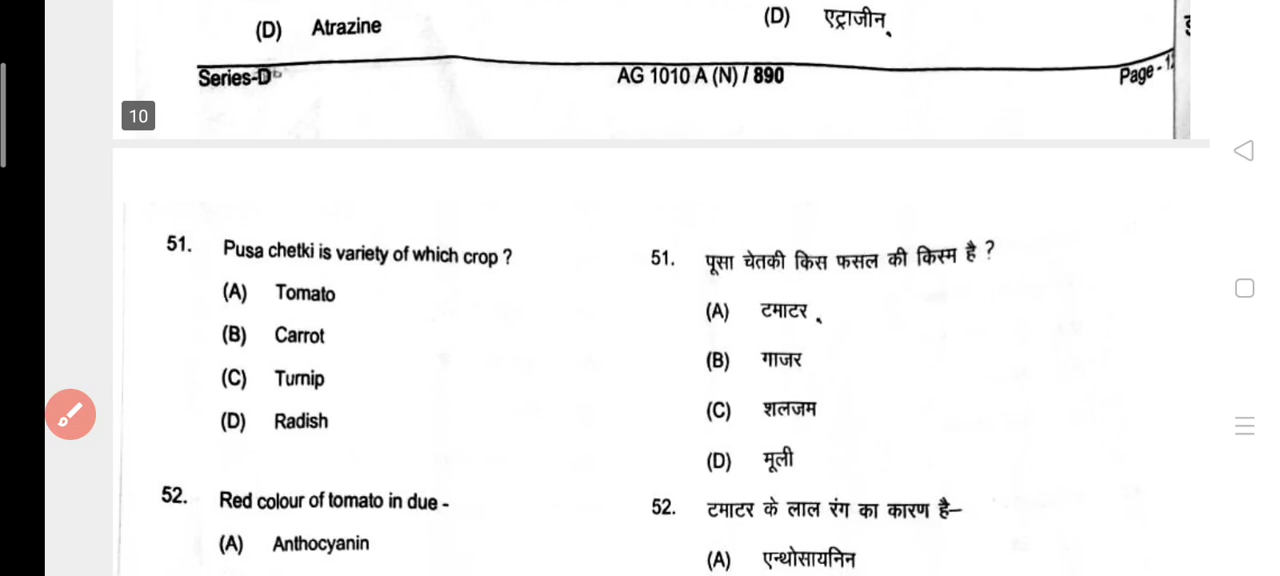 (D) Atrazine
(D) एट्राजीन
Series-D
AG 1010 A (N) / 890
Page - 1
10
51. Pusa chetki is variety of which crop ?
(A) Tomato
(B) Carrot
(C) Turnip
(D) Radish
52. Red colour of tomato in due -
(A) Anthocyanin
51. पूसा चेतकी किस फसल की किस्म है ?
(A) टमाटर
(B) गाजर
(C) शलजम
(D) मूली
52. टमाटर के लाल रंग का कारण है–
(A) एन्थोसायनिन